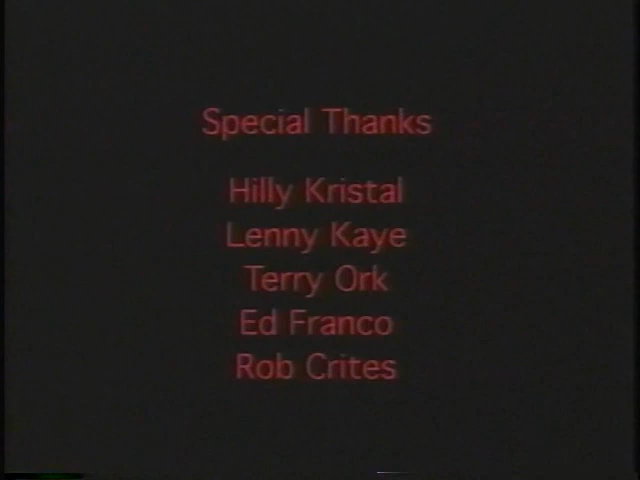 Special Thanks
Hilly Kristal
Lenny Kaye
Terry Ork
Ed Franco
Rob Crites